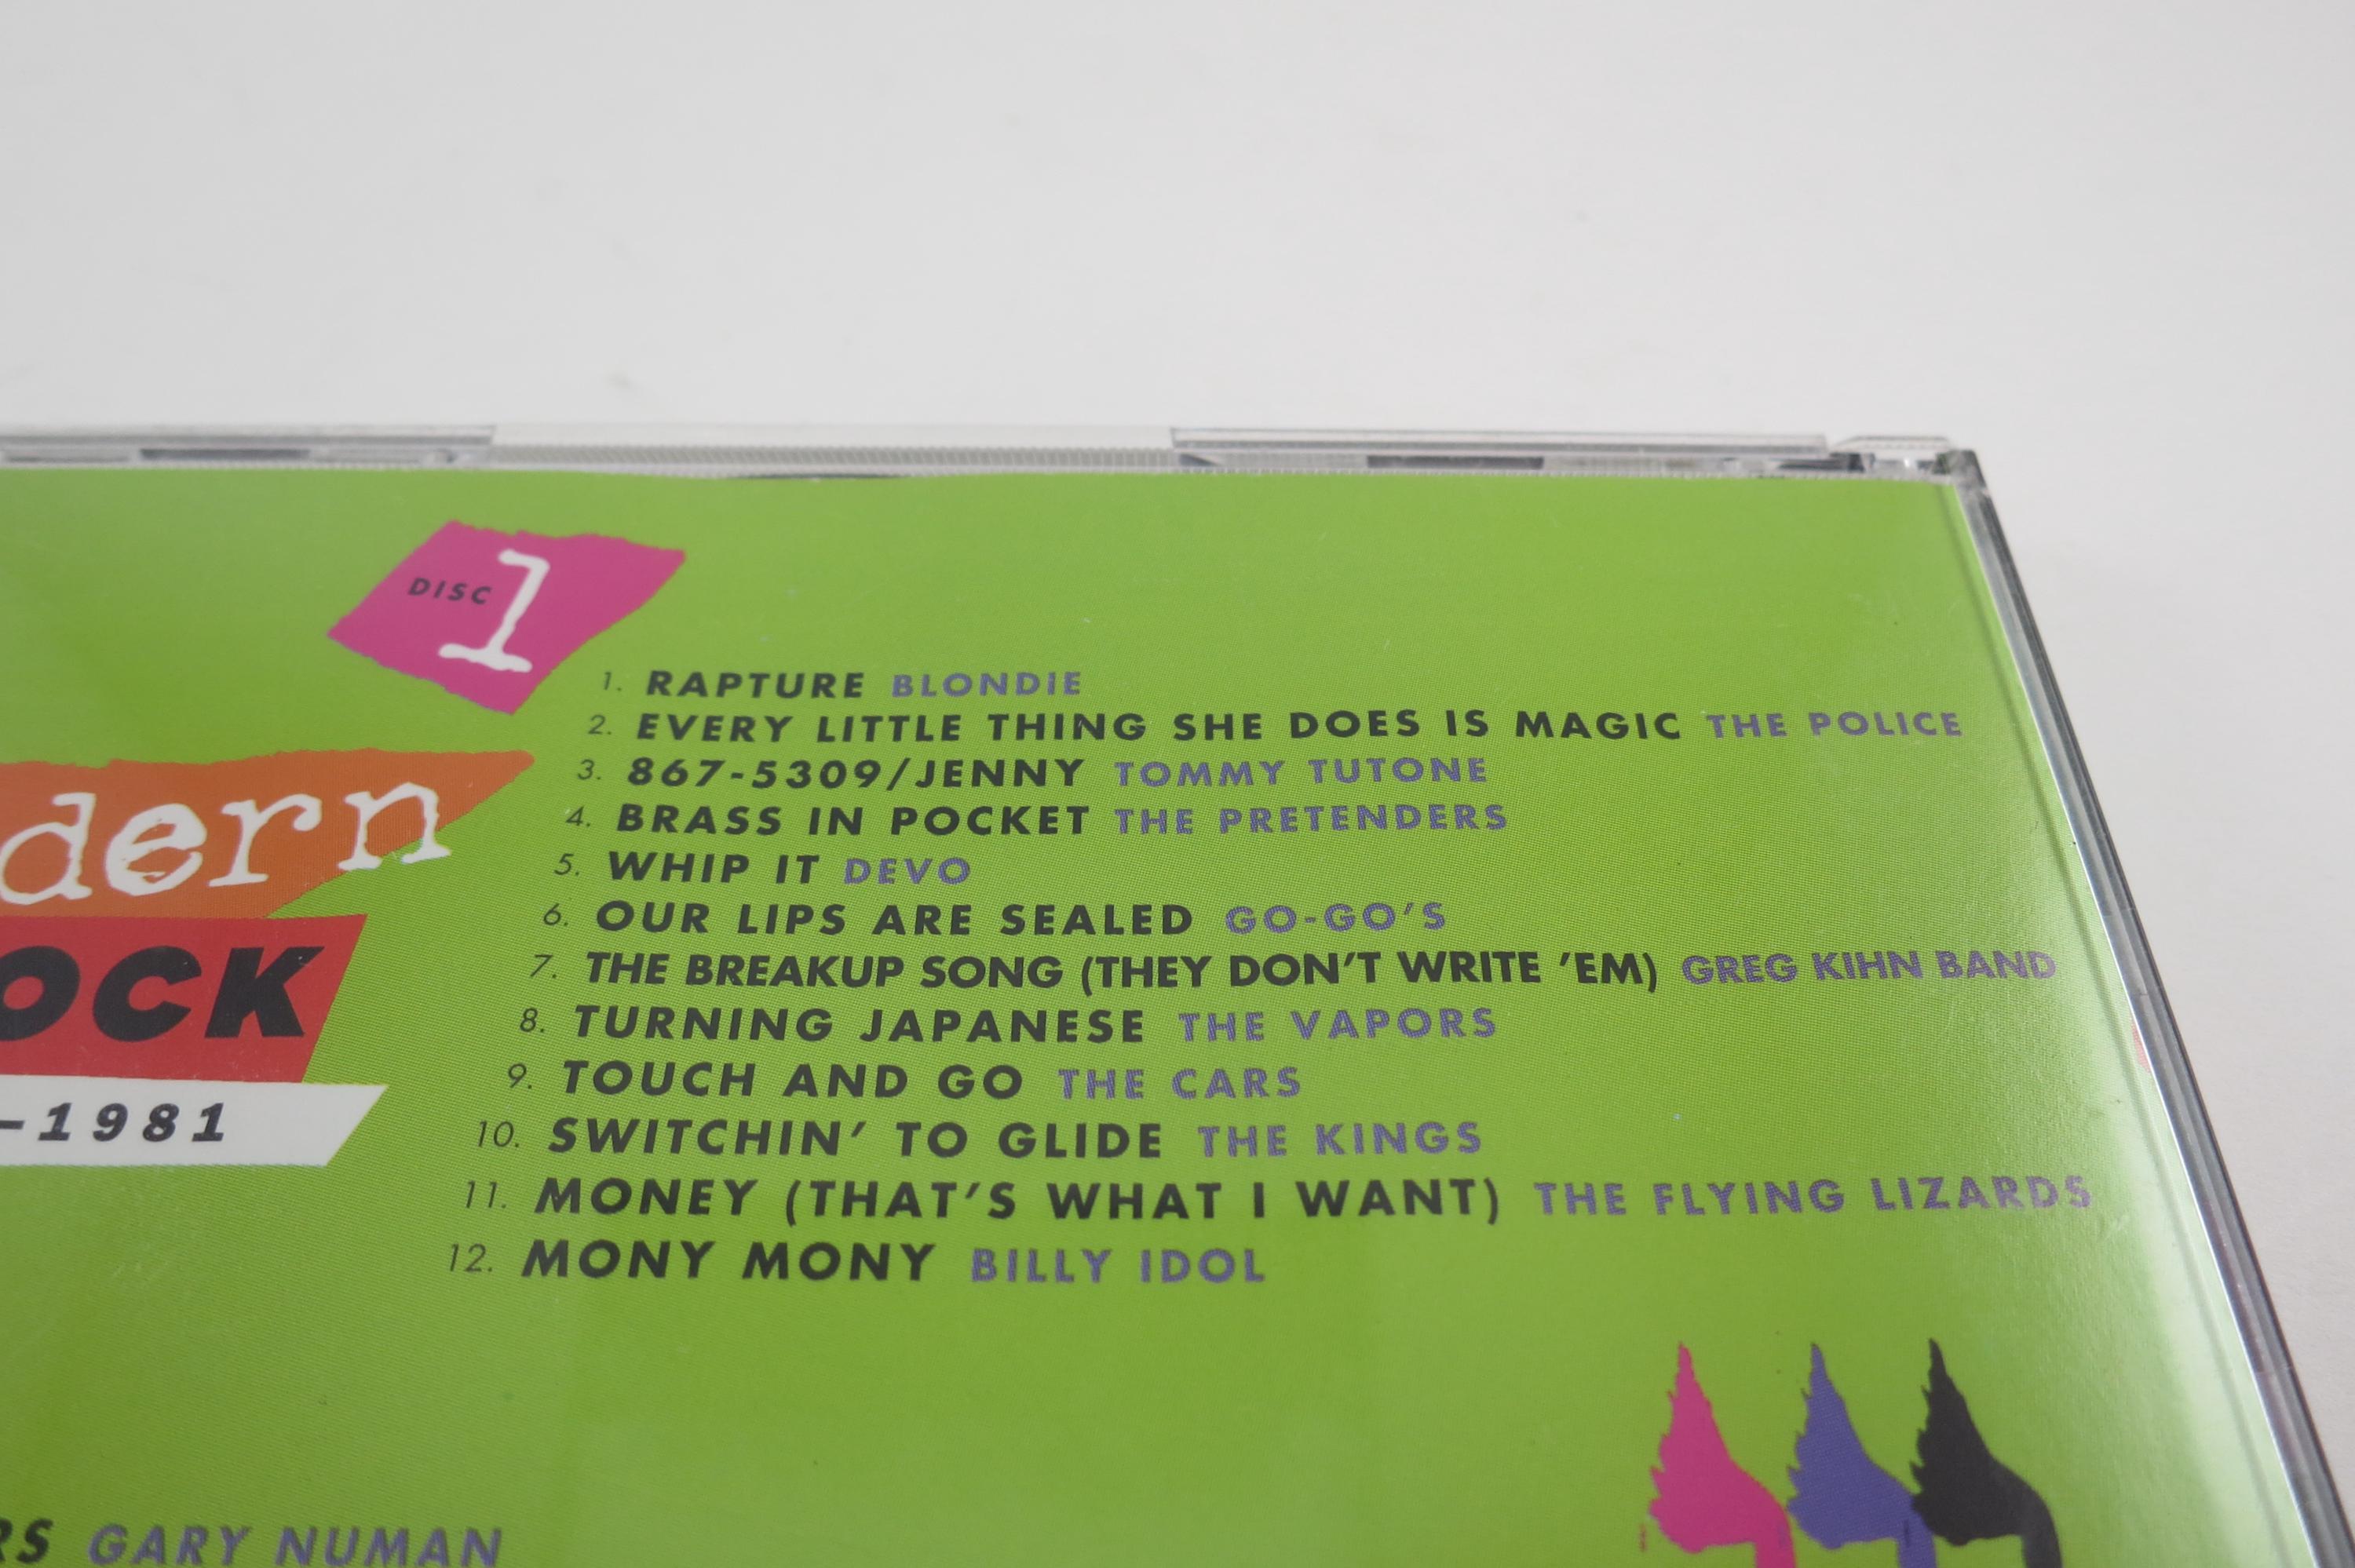 DISC 1
1. RAPTURE BLONDIE
2. EVERY LITTLE THING SHE DOES IS MAGIC THE POLICE
3. 867-5309/JENNY TOMMY TUTONE
4. BRASS IN POCKET THE PRETENDERS
5. WHIP IT DEVO
6. OUR LIPS ARE SEALED GO-GO'S
7. THE BREAKUP SONG (THEY DON'T WRITE 'EM) GREG KIHN BAND
8. TURNING JAPANESE THE VAPORS
9. TOUCH AND GO THE CARS
10. SWITCHIN' TO GLIDE THE KINGS
11. MONEY (THAT'S WHAT I WANT) THE FLYING LIZARDS
12. MONY MONY BILLY IDOL
dern
OCK
-1981
RS GARY NUMAN